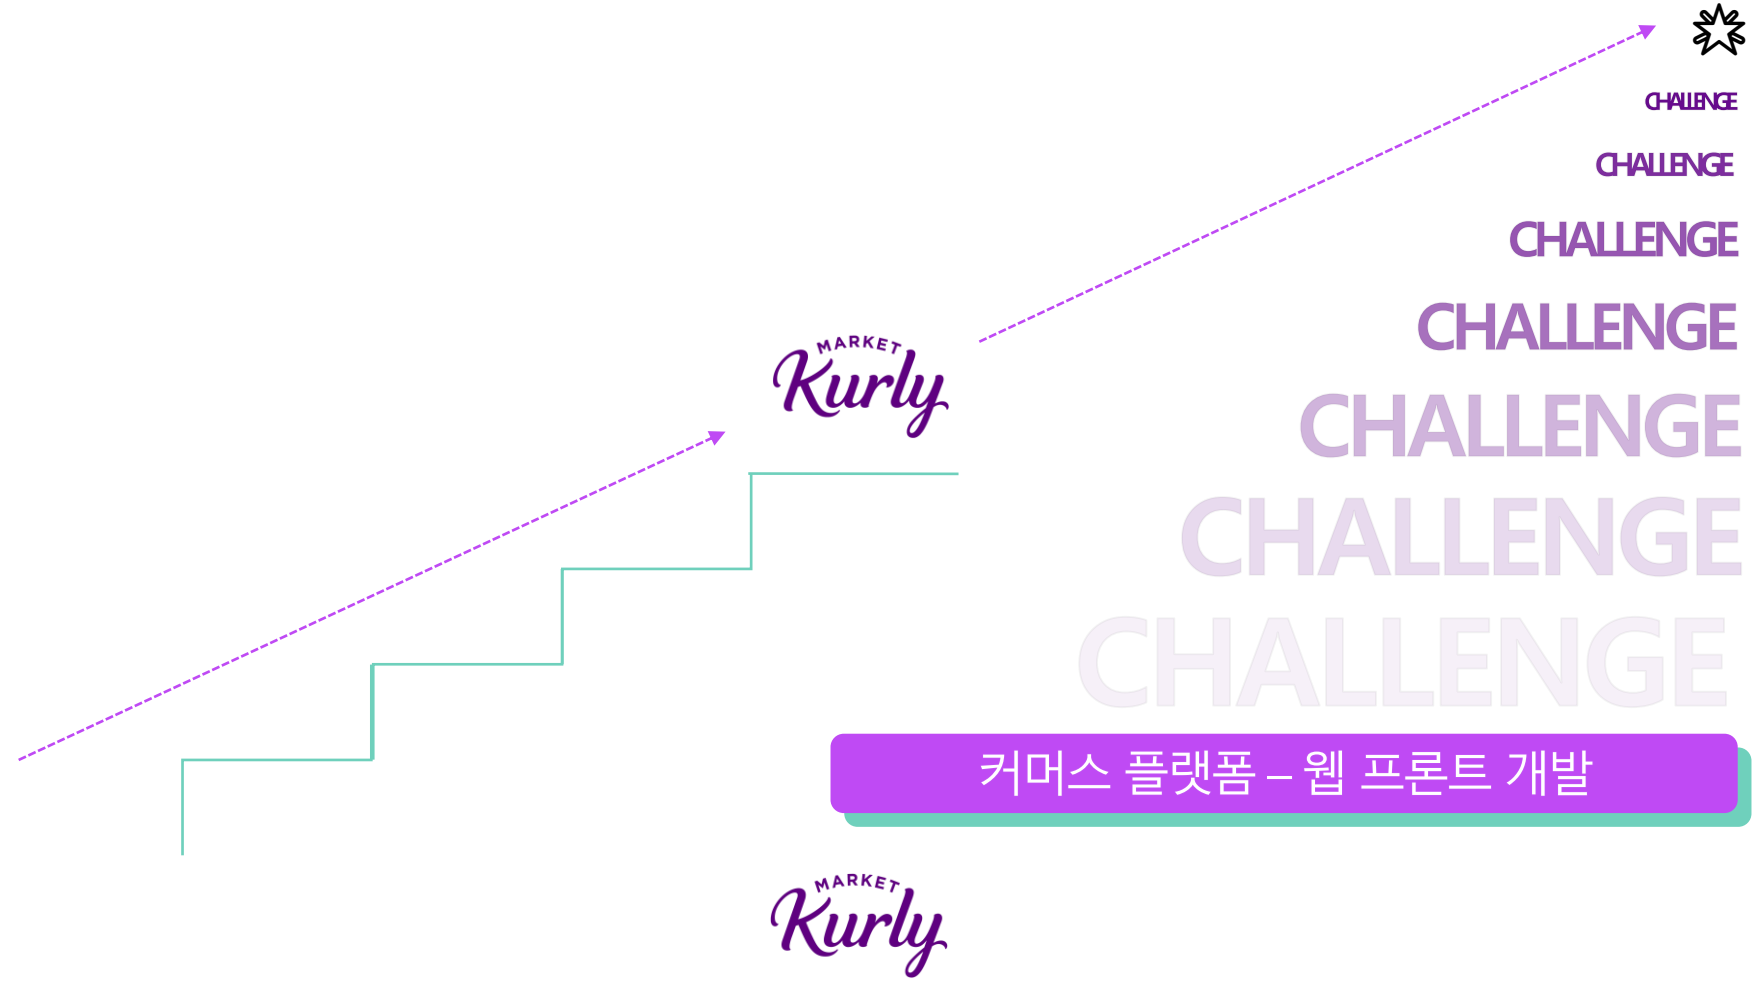 CHALLENGE
CHALLENGE
CHALLENGE
CHALLENGE
MARKET
Kurly
CHALLENGE
CHALLENGE
CHALLENGE
커머스 플랫폼 – 웹 프론트 개발
MARKET
Kurly